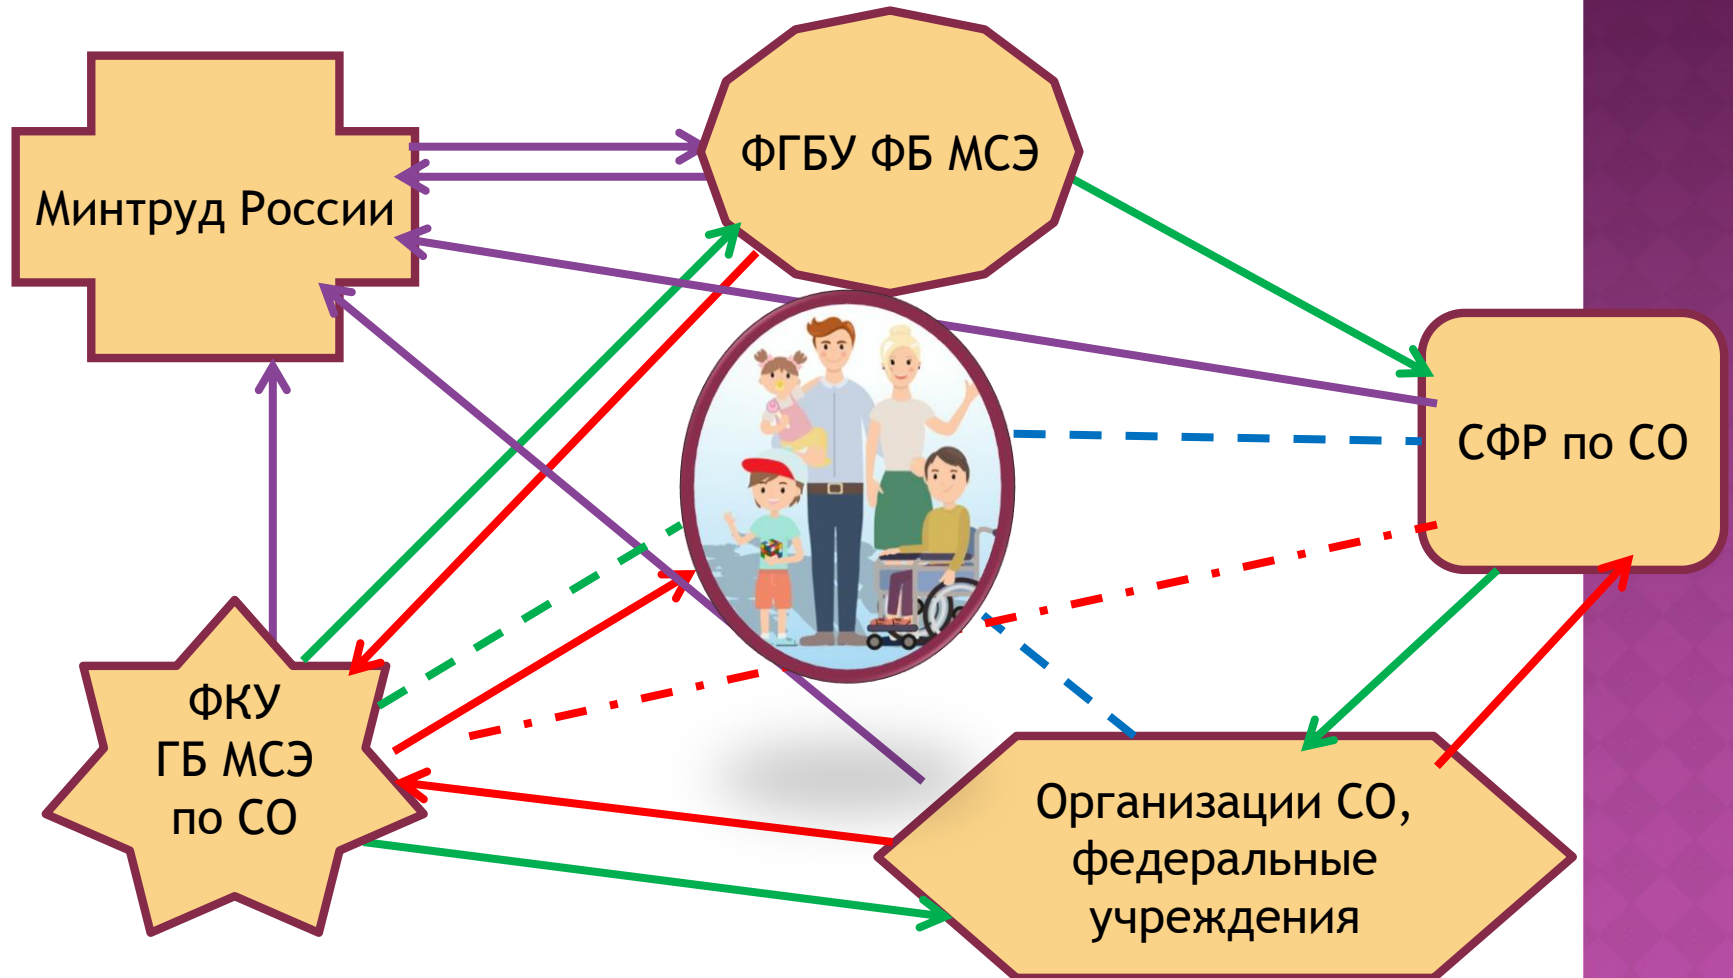 Минтруд России
ФГБУ ФБ МСЭ
СФР по СО
ФКУ
ГБ МСЭ
по СО
Организации СО,
федеральные
учреждения